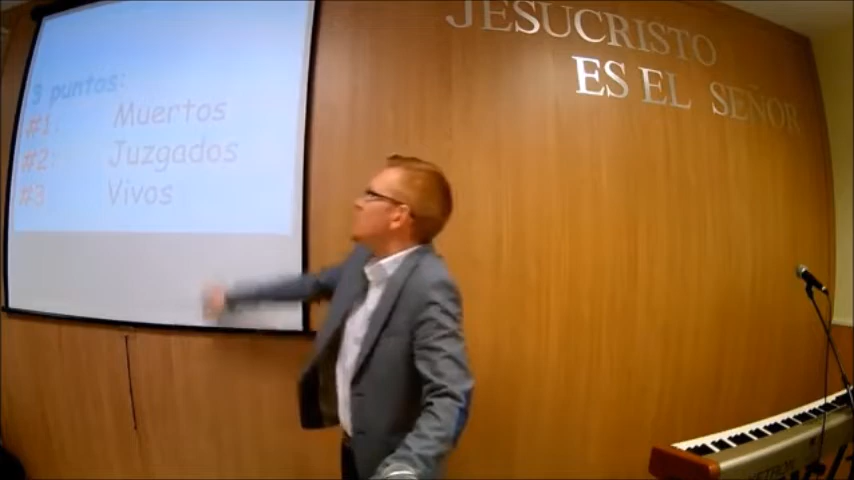 JESUCRISTO
ES EL SEÑOR
3 puntos:
#1: Muertos
#2: Juzgados
#3 Vivos